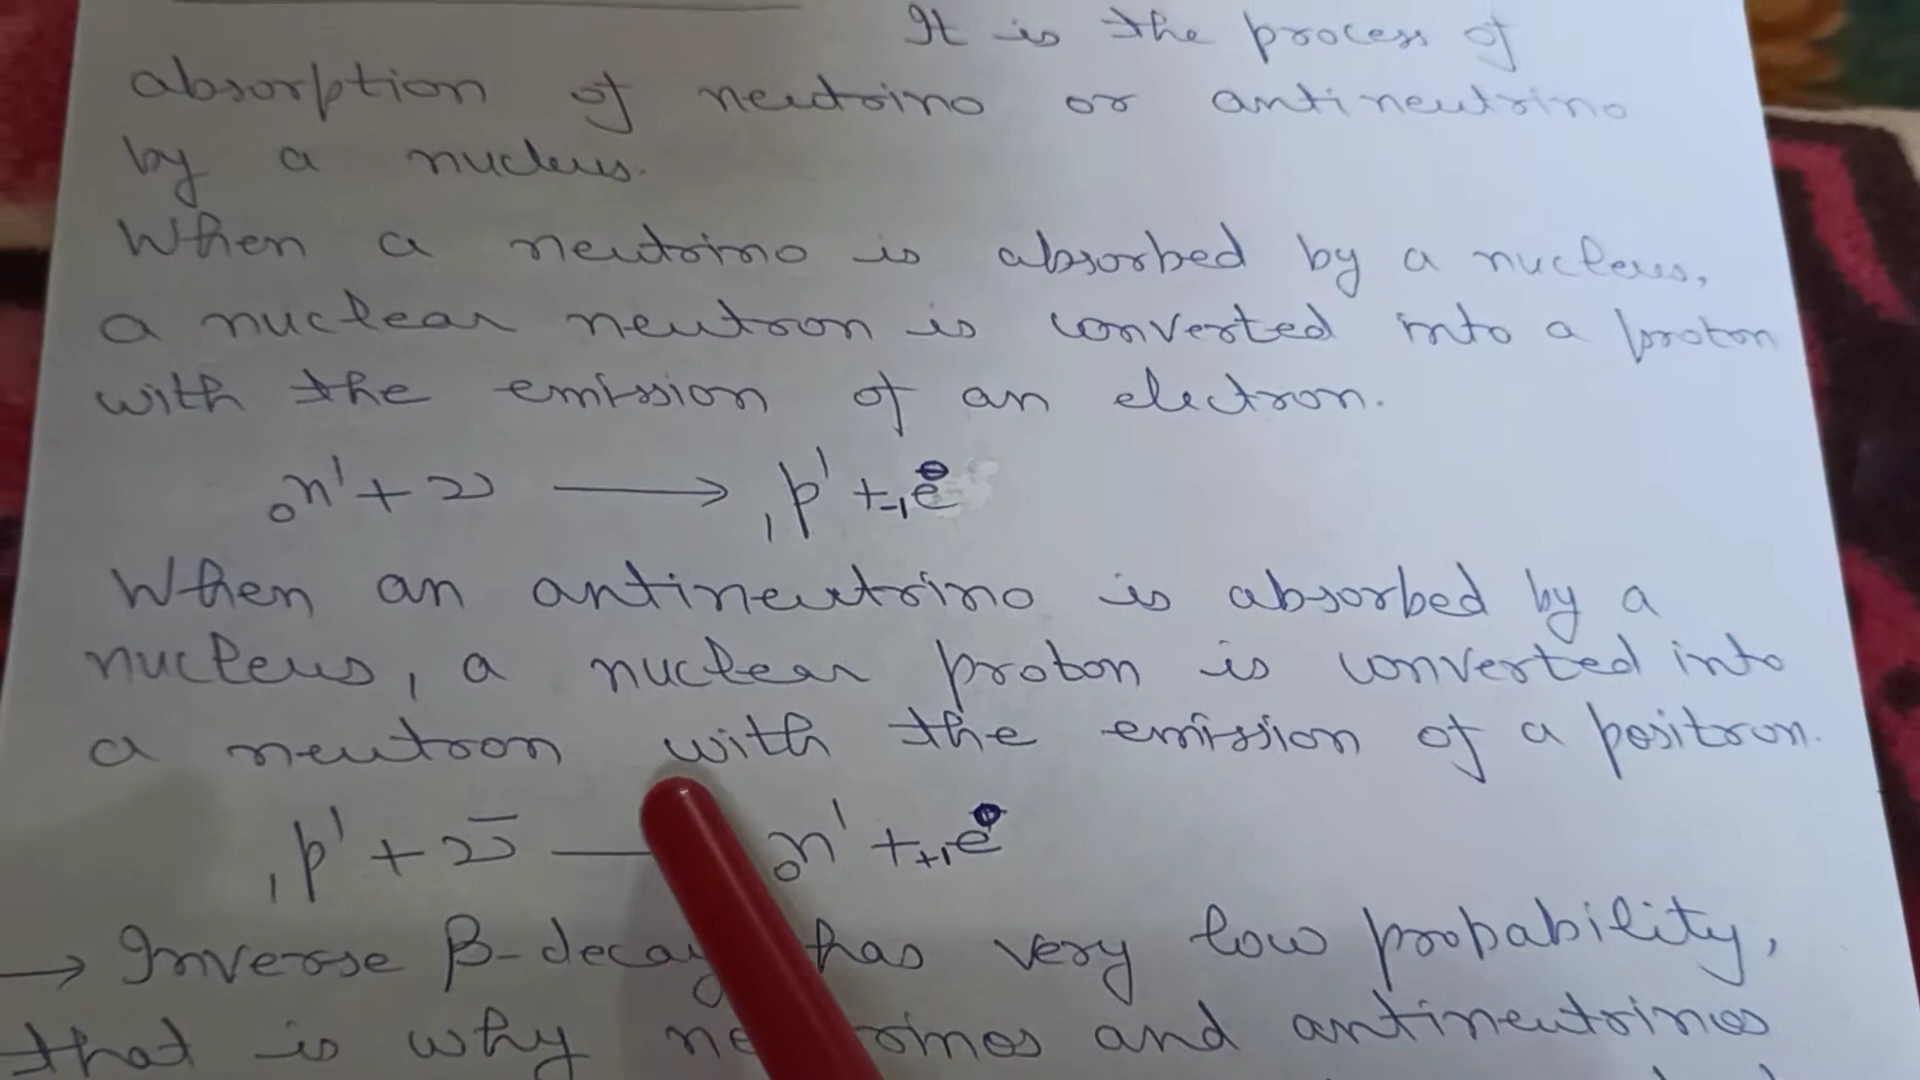 It is the process of
absorption of neutrino or antineutrino
by a nucleus.
When a neutrino is absorbed by a nucleus,
a nuclear neutron is converted into a proton
with the emission of an electron.
₀n¹ + ν ⟶ ₁p¹ + ₋₁e⁰
When an antineutrino is absorbed by a
nucleus, a nuclear proton is converted into
a neutron with the emission of a positron.
₁p¹ + ν̄ — ₀n¹ + ₊₁e⁰
→ Inverse β-decay has very low probability,
that is why and antineutrinos